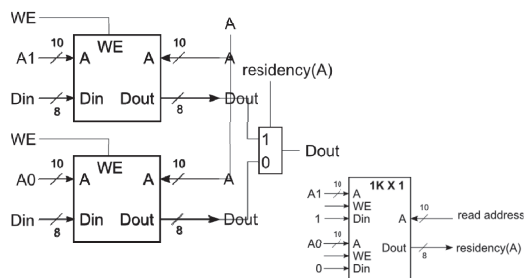 WE
A
10 WE 10
A1 A A A
residency(A)
Din Din Dout Dout
8 8
1
0 Dout
WE
10 WE 10
A0 A A A
Din Din Dout Dout
8 8
10 1K X 1
A1 A
WE 10
1 Din A read address
10
A0 A
WE Dout residency(A)
8
0 Din